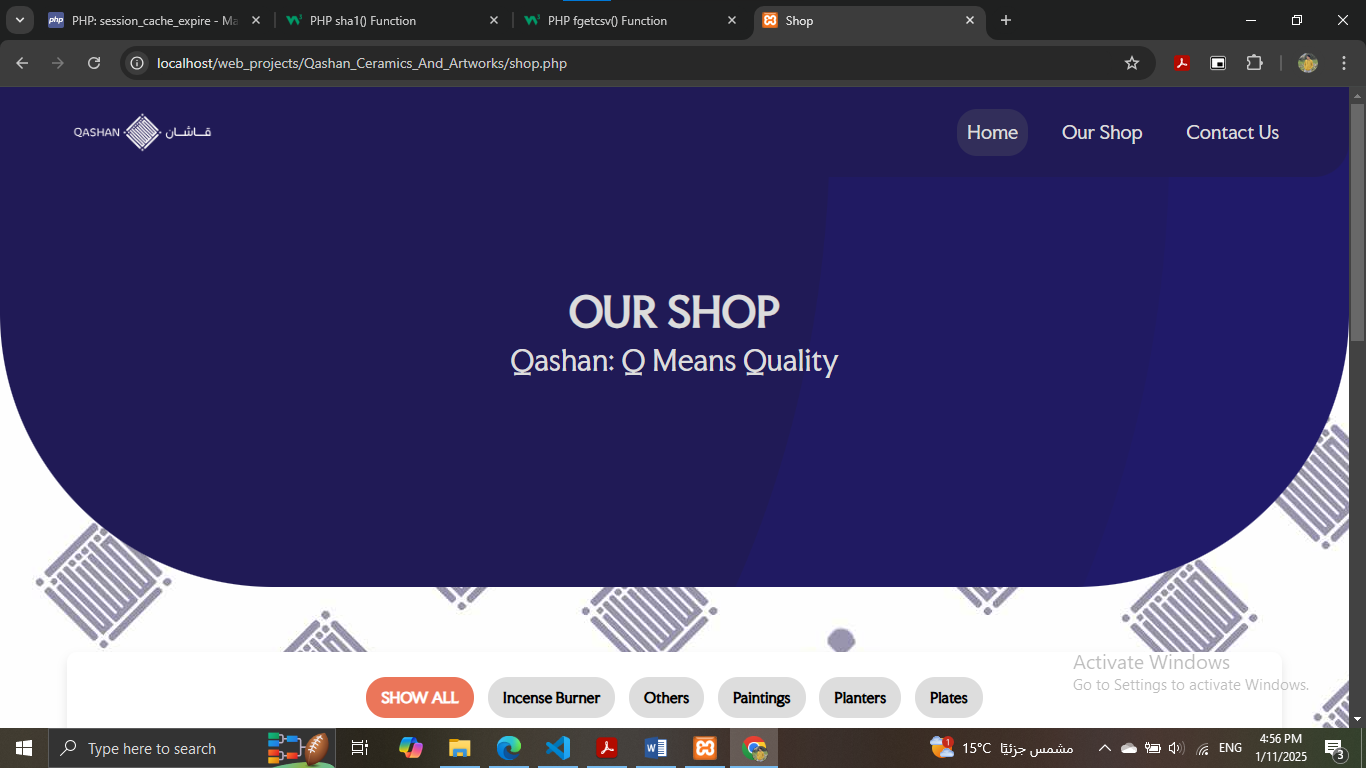 PHP: session_cache_expire - Ma
PHP sha1() Function
PHP fgetcsv() Function
Shop
localhost/web_projects/Qashan_Ceramics_And_Artworks/shop.php
QASHAN قاشان
Home
Our Shop
Contact Us
OUR SHOP
Qashan: Q Means Quality
SHOW ALL
Incense Burner
Others
Paintings
Planters
Plates
Activate Windows
Go to Settings to activate Windows.
Type here to search
1
15°C مشمس جزئيًا
ENG
4:56 PM
1/11/2025
3